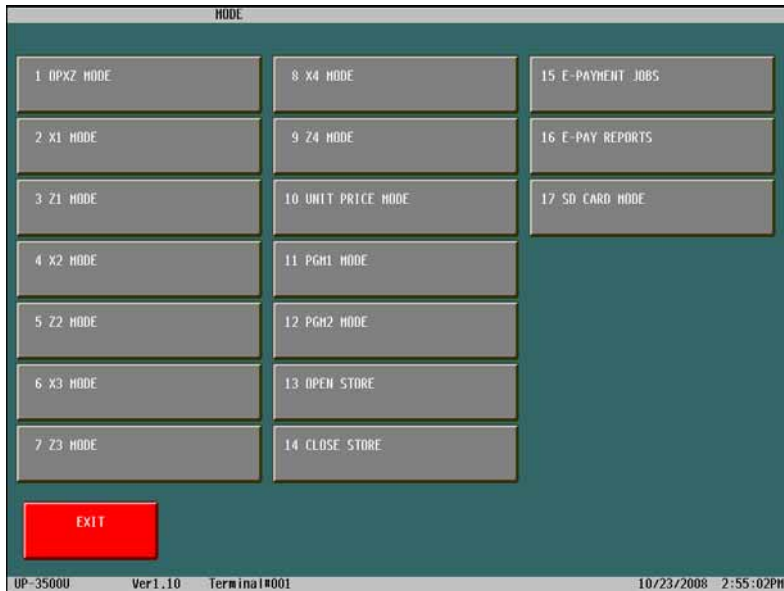 MODE
1 OPXZ MODE
2 X1 MODE
3 Z1 MODE
4 X2 MODE
5 Z2 MODE
6 X3 MODE
7 Z3 MODE
8 X4 MODE
9 Z4 MODE
10 UNIT PRICE MODE
11 PGM1 MODE
12 PGM2 MODE
13 OPEN STORE
14 CLOSE STORE
15 E-PAYMENT JOBS
16 E-PAY REPORTS
17 SD CARD MODE
EXIT
UP-3500U Ver1.10 Terminal#001 10/23/2008 2:55:02PM